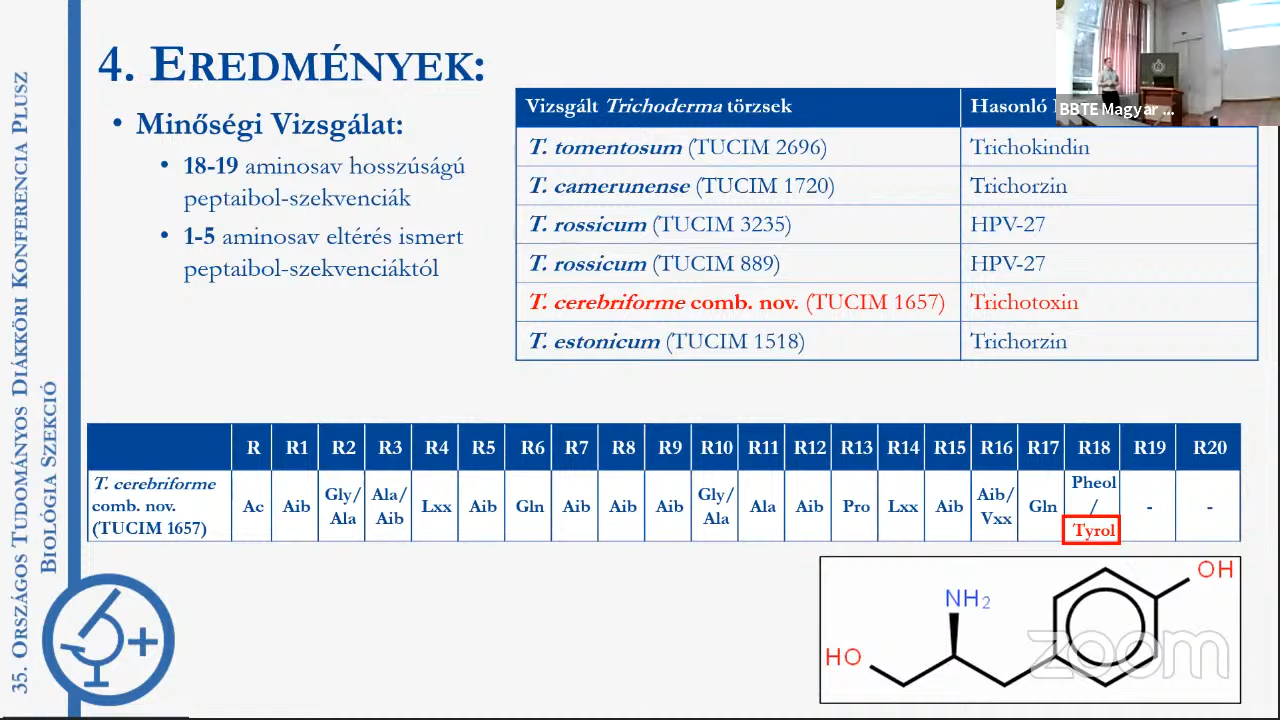 35. ORSZÁGOS TUDOMÁNYOS DIÁKKÖRI KONFERENCIA PLUSZ
BIOLÓGIA SZEKCIÓ
4. EREDMÉNYEK:
• Minőségi Vizsgálat:
• 18-19 aminosav hosszúságú
peptaibol-szekvenciák
• 1-5 aminosav eltérés ismert
peptaibol-szekvenciáktól
BBTE Magyar ...
Vizsgált Trichoderma törzsek Hasonló
T. tomentosum (TUCIM 2696) Trichokindin
T. camerunense (TUCIM 1720) Trichorzin
T. rossicum (TUCIM 3235) HPV-27
T. rossicum (TUCIM 889) HPV-27
T. cerebriforme comb. nov. (TUCIM 1657) Trichotoxin
T. estonicum (TUCIM 1518) Trichorzin
R R1 R2 R3 R4 R5 R6 R7 R8 R9 R10 R11 R12 R13 R14 R15 R16 R17 R18 R19 R20
T. cerebriforme
comb. nov.
(TUCIM 1657)
Ac Aib Gly/Ala Ala/Aib Lxx Aib Gln Aib Aib Aib Gly/Ala Ala Aib Pro Lxx Aib Aib/Vxx Gln Pheol/Tyrol - -
OH
NH2
HO
zoom